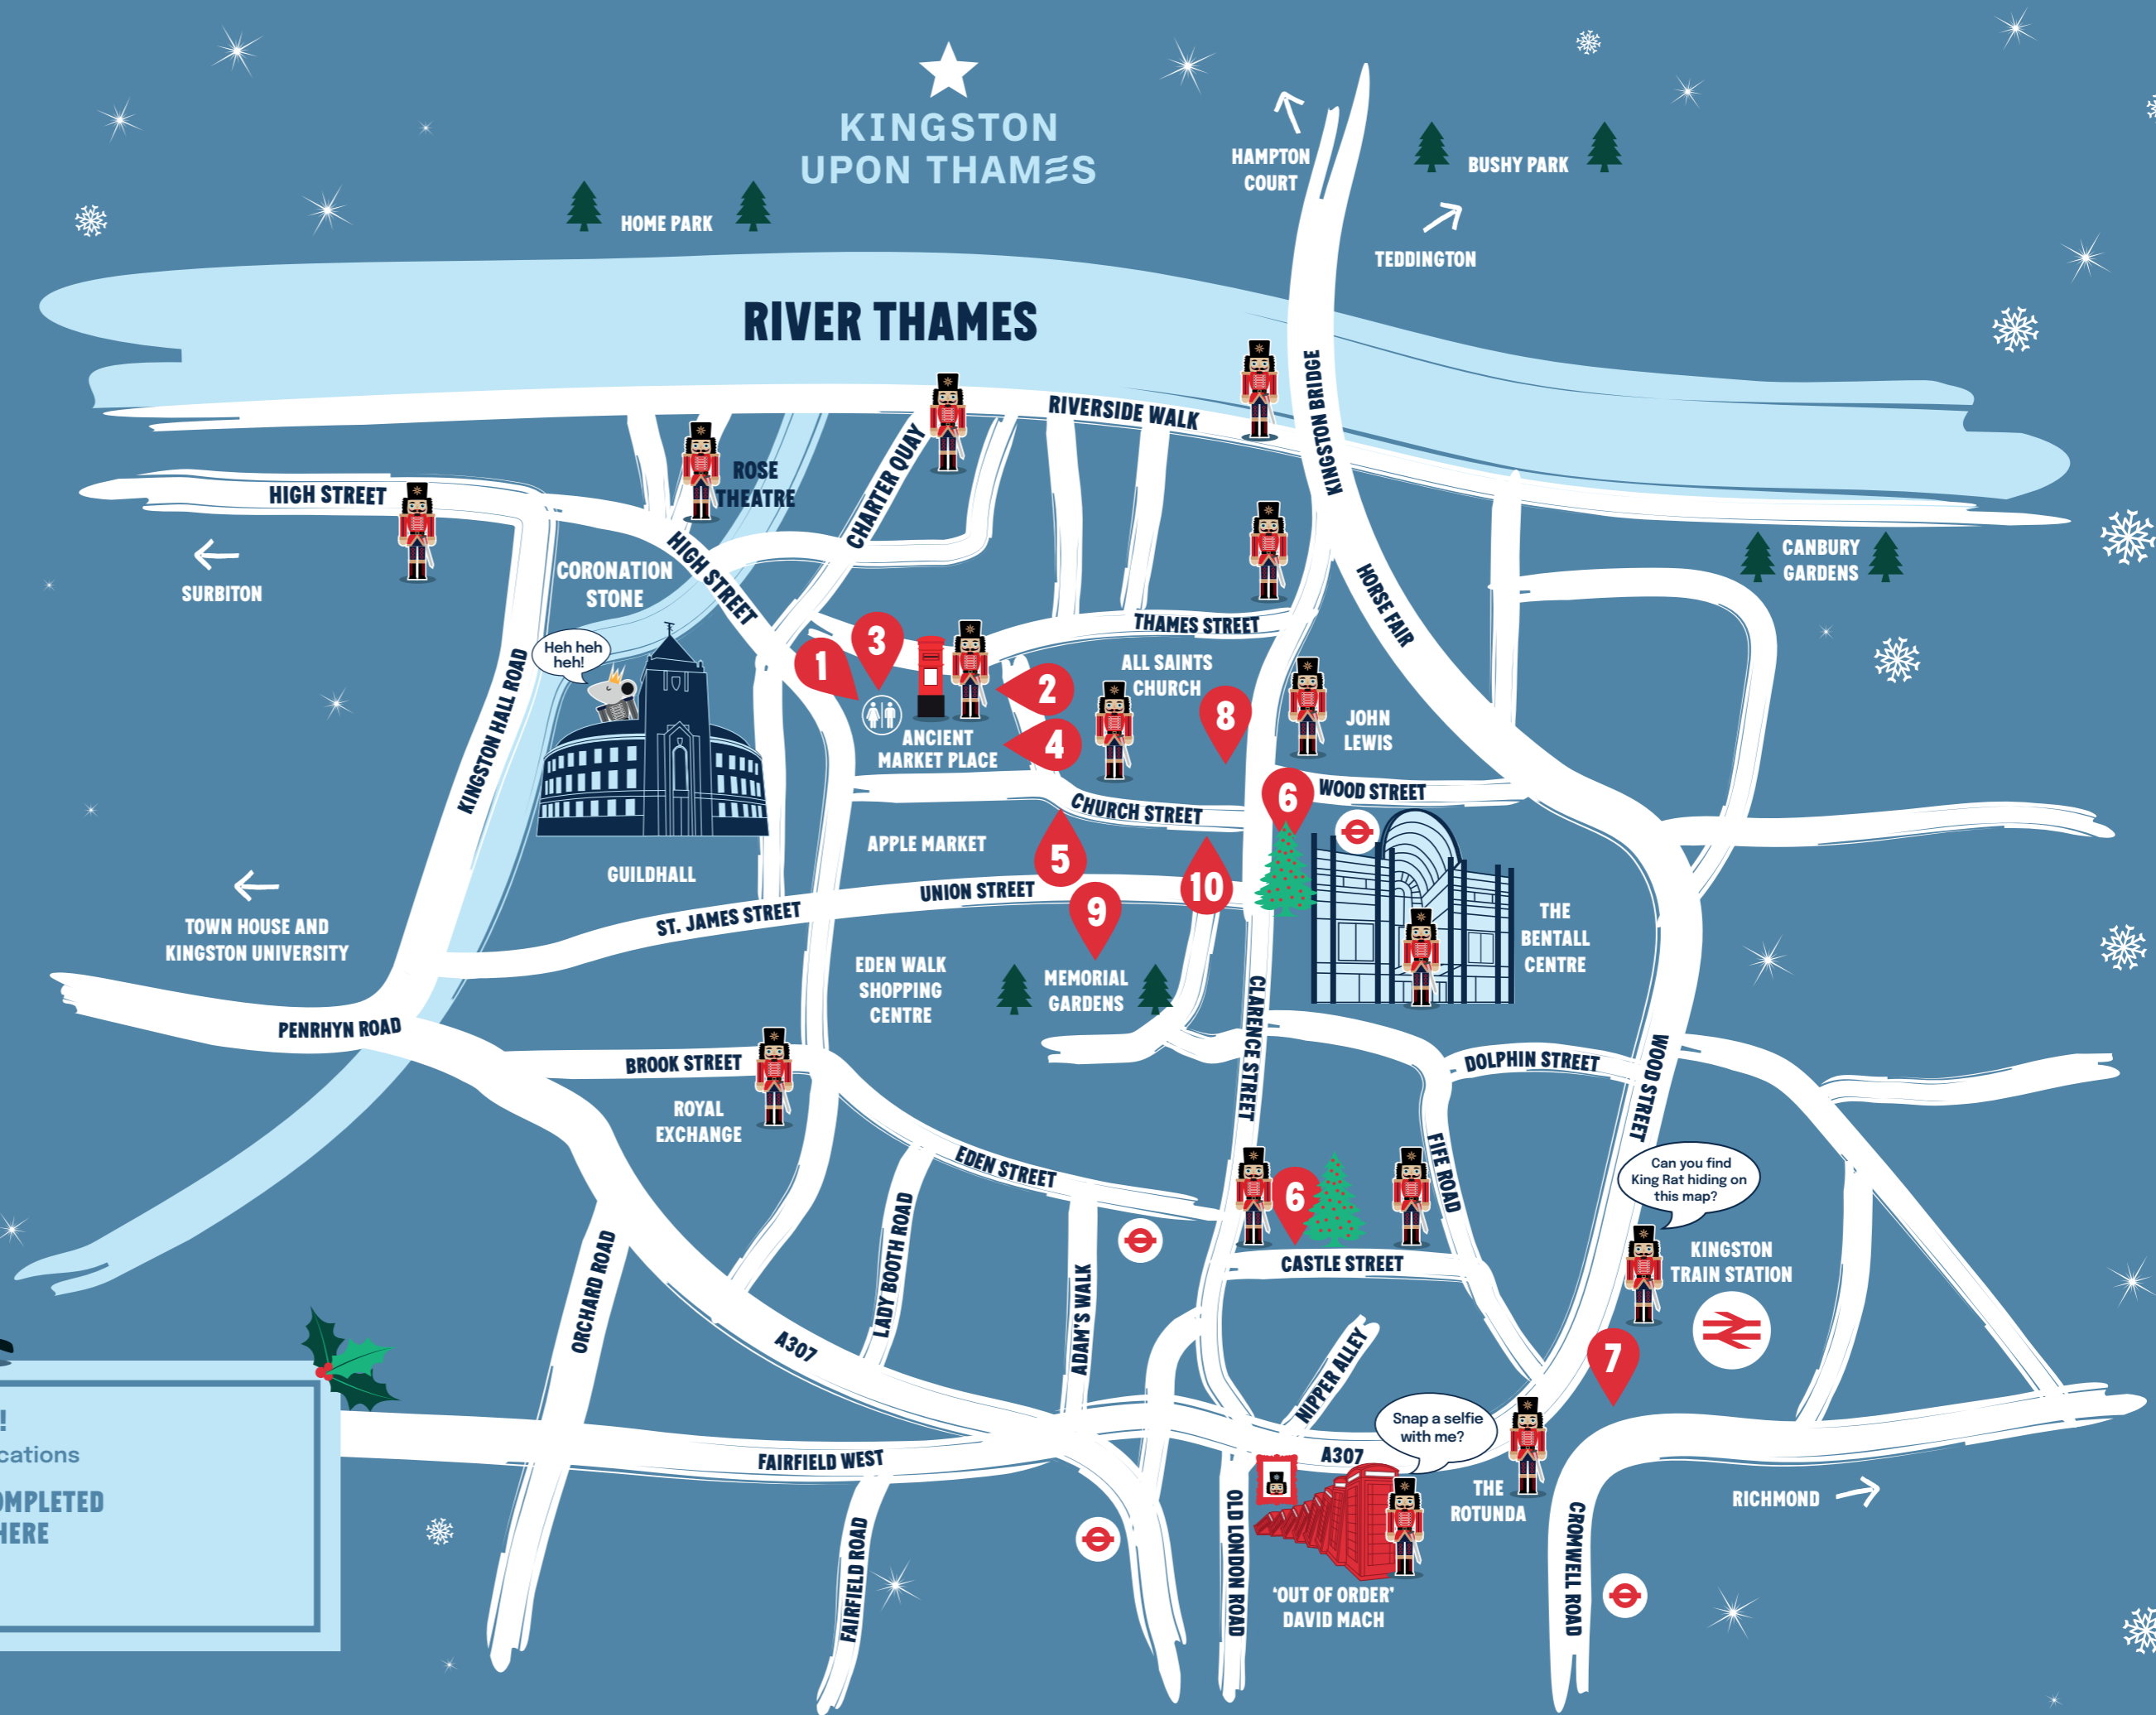 KINGSTON
UPON THAMES
HAMPTON
COURT
BUSHY PARK
TEDDINGTON
HOME PARK
RIVER THAMES
KINGSTON BRIDGE
RIVERSIDE WALK
CHARTER QUAY
ROSE
THEATRE
HIGH STREET
SURBITON
CORONATION
STONE
HIGH STREET
CANBURY
GARDENS
HORSE FAIR
THAMES STREET
ALL SAINTS
CHURCH
Heh heh
heh!
KINGSTON HALL ROAD
1
3
2
4
8
ANCIENT
MARKET PLACE
JOHN
LEWIS
6
WOOD STREET
CHURCH STREET
APPLE MARKET
5
GUILDHALL
10
UNION STREET
9
ST. JAMES STREET
TOWN HOUSE AND
KINGSTON UNIVERSITY
THE
BENTALL
CENTRE
EDEN WALK
SHOPPING
CENTRE
MEMORIAL
GARDENS
CLARENCE STREET
PENRHYN ROAD
BROOK STREET
DOLPHIN STREET
WOOD STREET
ROYAL
EXCHANGE
EDEN STREET
FIFE ROAD
Can you find
King Rat hiding on
this map?
6
KINGSTON
TRAIN STATION
CASTLE STREET
LADY BOOTH ROAD
ORCHARD ROAD
ADAM'S WALK
A307
NIPPER ALLEY
7
Snap a selfie
with me?
A307
FAIRFIELD WEST
THE
ROTUNDA
RICHMOND
OLD LONDON ROAD
CROMWELL ROAD
FAIRFIELD ROAD
'OUT OF ORDER'
DAVID MACH
!
cations
OMPLETED
HERE